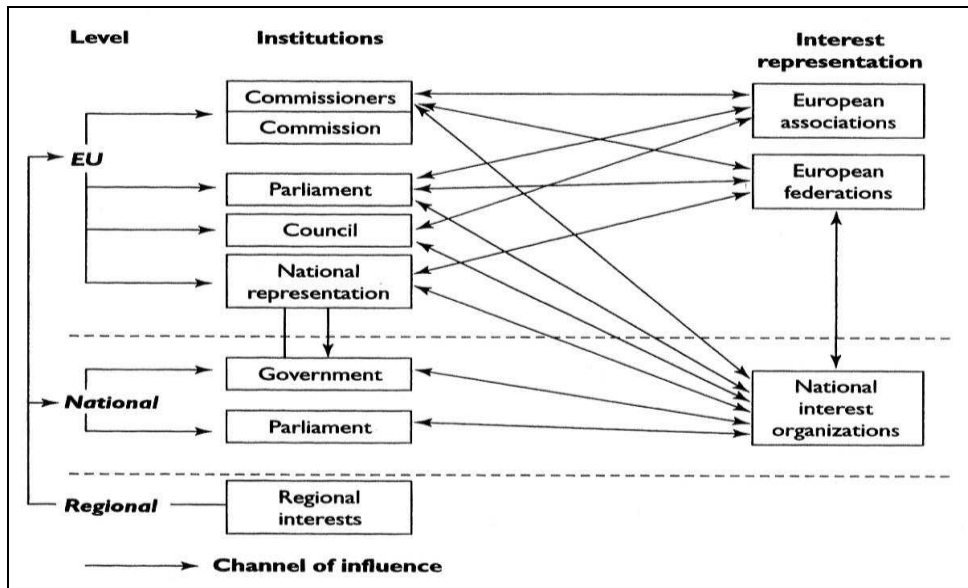 Level
Institutions
Interest
representation
Commissioners
Commission
European
associations
EU
Parliament
European
federations
Council
National
representation
Government
National
National
interest
organizations
Parliament
Regional
Regional
interests
Channel of influence